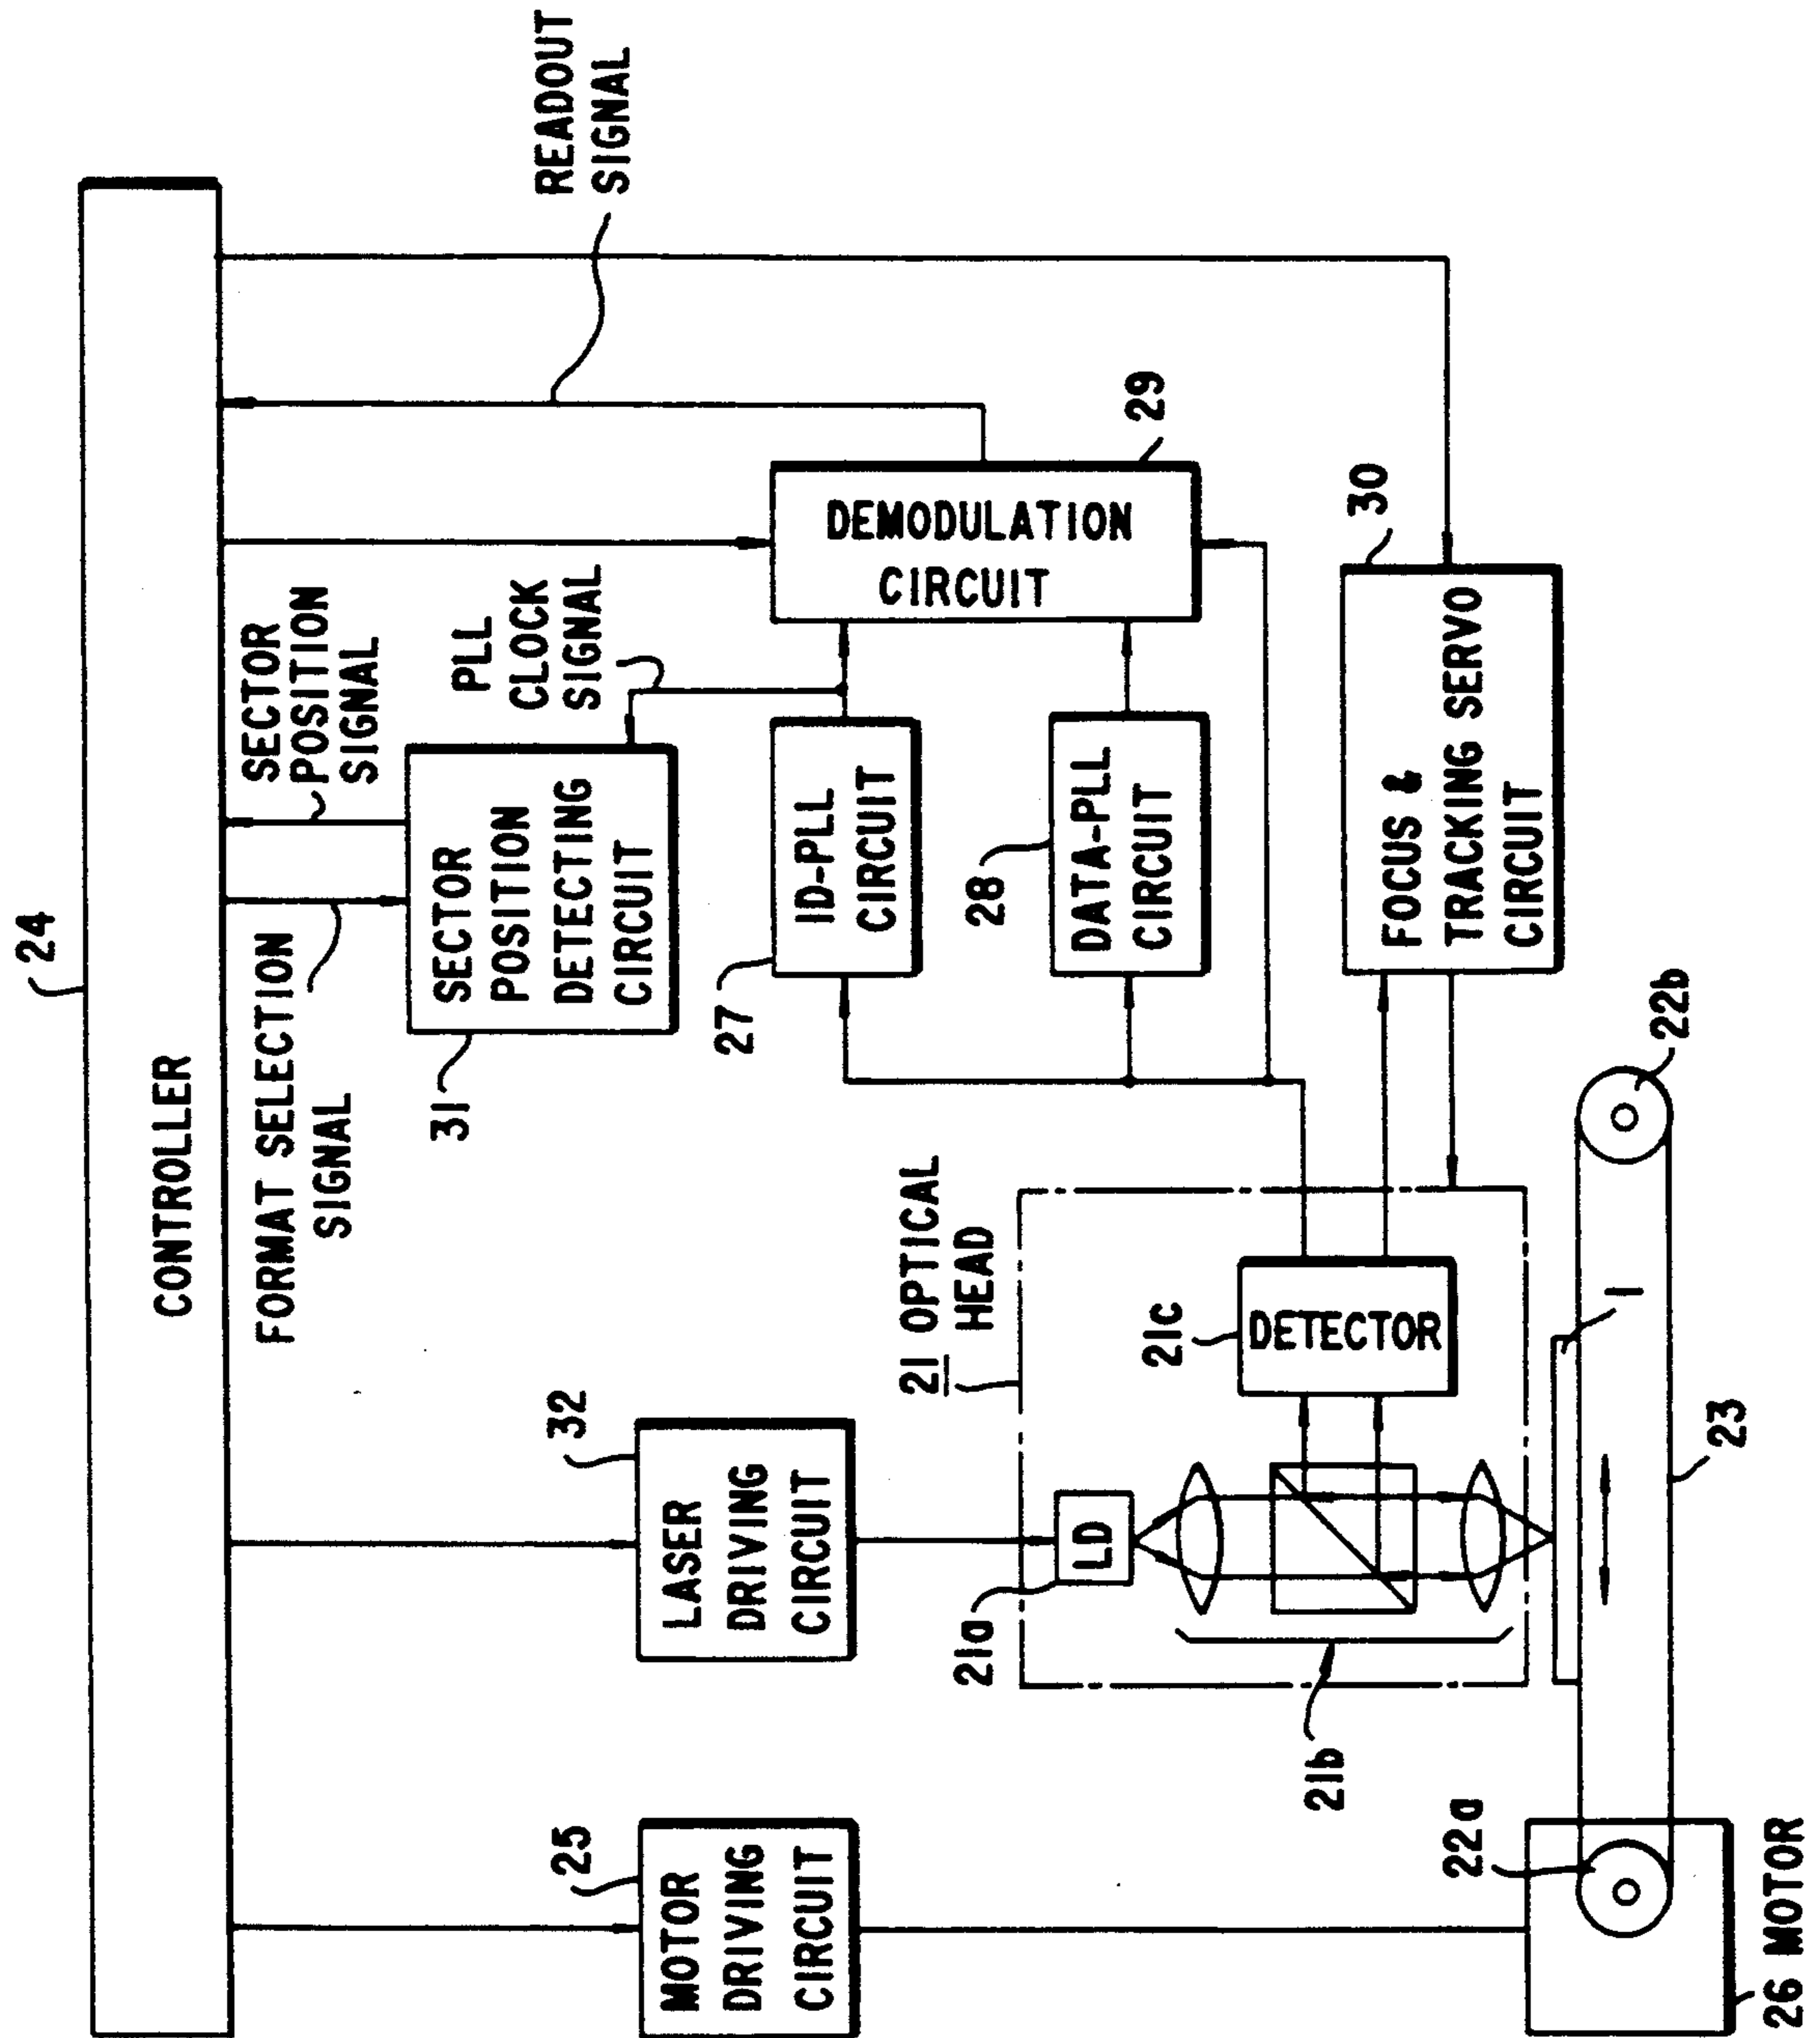 24
CONTROLLER
READOUT
SIGNAL
FORMAT SELECTION
SIGNAL
SECTOR
POSITION
SIGNAL
PLL
CLOCK
SIGNAL
25
MOTOR
DRIVING
CIRCUIT
32
LASER
DRIVING
CIRCUIT
31
SECTOR
POSITION
DETECTING
CIRCUIT
27
ID-PLL
CIRCUIT
28
DATA-PLL
CIRCUIT
29
DEMODULATION
CIRCUIT
30
FOCUS &
TRACKING SERVO
CIRCUIT
21 OPTICAL
HEAD
21a
LD
21b
21c
DETECTOR
1
22a
22b
23
26 MOTOR